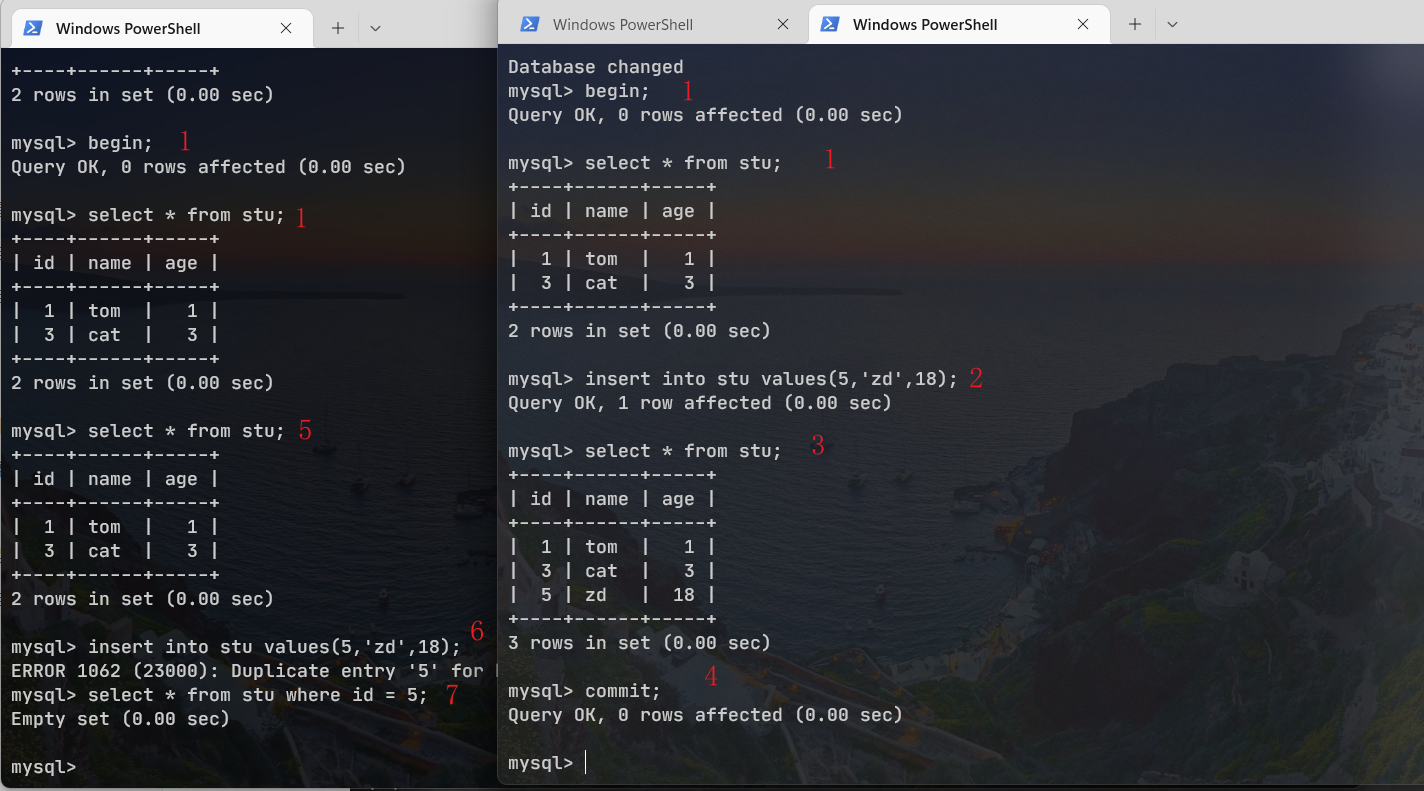 Windows PowerShell
+----+------+-----+
2 rows in set (0.00 sec)
mysql> begin; 1
Query OK, 0 rows affected (0.00 sec)
mysql> select * from stu; 1
+----+------+-----+
| id | name | age |
+----+------+-----+
|  1 | tom  |   1 |
|  3 | cat  |   3 |
+----+------+-----+
2 rows in set (0.00 sec)
mysql> select * from stu; 5
+----+------+-----+
| id | name | age |
+----+------+-----+
|  1 | tom  |   1 |
|  3 | cat  |   3 |
+----+------+-----+
2 rows in set (0.00 sec)
mysql> insert into stu values(5,'zd',18); 6
ERROR 1062 (23000): Duplicate entry '5' for
mysql> select * from stu where id = 5; 7
Empty set (0.00 sec)
mysql>
Windows PowerShell
Windows PowerShell
Database changed
mysql> begin; 1
Query OK, 0 rows affected (0.00 sec)
mysql> select * from stu; 1
+----+------+-----+
| id | name | age |
+----+------+-----+
|  1 | tom  |   1 |
|  3 | cat  |   3 |
+----+------+-----+
2 rows in set (0.00 sec)
mysql> insert into stu values(5,'zd',18); 2
Query OK, 1 row affected (0.00 sec)
mysql> select * from stu; 3
+----+------+-----+
| id | name | age |
+----+------+-----+
|  1 | tom  |   1 |
|  3 | cat  |   3 |
|  5 | zd   |  18 |
+----+------+-----+
3 rows in set (0.00 sec)
mysql> commit; 4
Query OK, 0 rows affected (0.00 sec)
mysql>